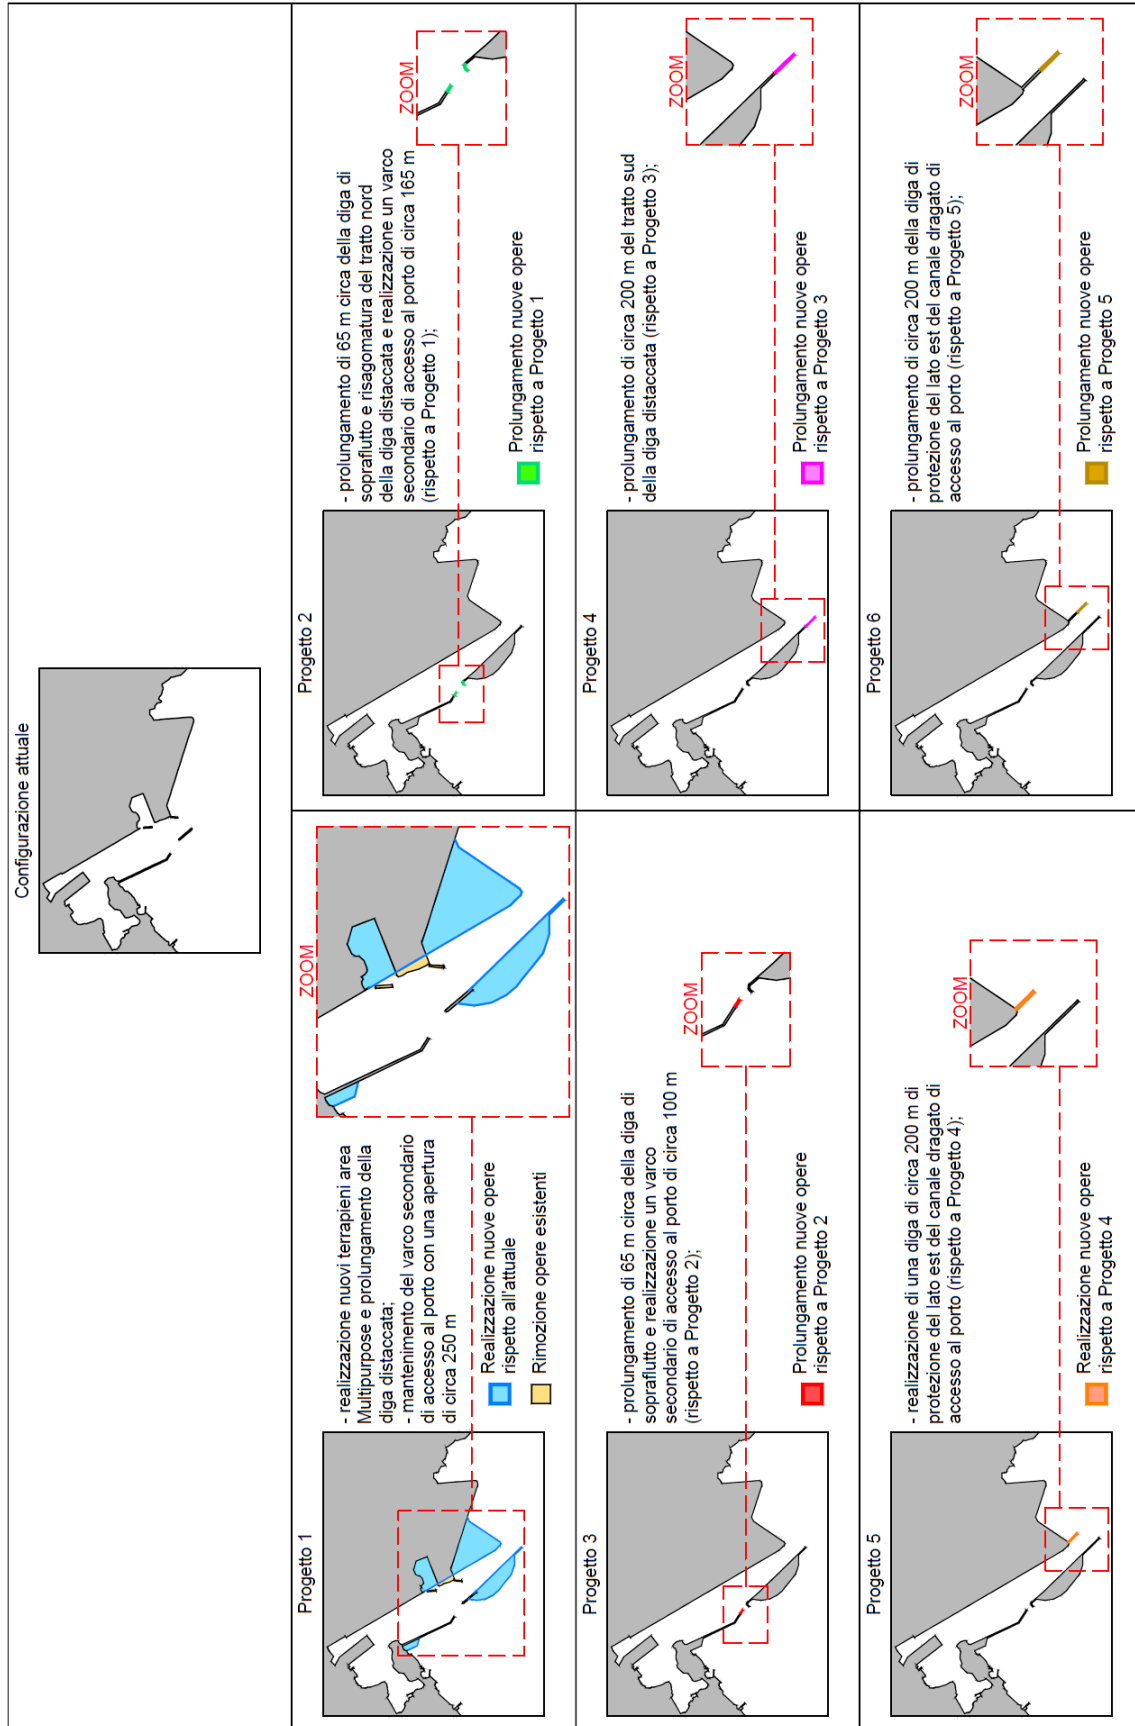 Configurazione attuale
Progetto 1
- realizzazione nuovi terrapieni area
Multipurpose e prolungamento della
diga distaccata;
- mantenimento del varco secondario
di accesso al porto con una apertura
di circa 250 m
Realizzazione nuove opere
rispetto all'attuale
Rimozione opere esistenti
ZOOM
Progetto 2
- prolungamento di 65 m circa della diga di
sopraflutto e risagomatura del tratto nord
della diga distaccata e realizzazione un varco
secondario di accesso al porto di circa 165 m
(rispetto a Progetto 1);
Prolungamento nuove opere
rispetto a Progetto 1
ZOOM
Progetto 3
- prolungamento di 65 m circa della diga di
sopraflutto e realizzazione un varco
secondario di accesso al porto di circa 100 m
(rispetto a Progetto 2);
Prolungamento nuove opere
rispetto a Progetto 2
ZOOM
Progetto 4
- prolungamento di circa 200 m del tratto sud
della diga distaccata (rispetto a Progetto 3);
Prolungamento nuove opere
rispetto a Progetto 3
ZOOM
Progetto 5
- realizzazione di una diga di circa 200 m di
protezione del lato est del canale dragato di
accesso al porto (rispetto a Progetto 4);
Realizzazione nuove opere
rispetto a Progetto 4
ZOOM
Progetto 6
- prolungamento di circa 200 m della diga di
protezione del lato est del canale dragato di
accesso al porto (rispetto a Progetto 5);
Prolungamento nuove opere
rispetto a Progetto 5
ZOOM